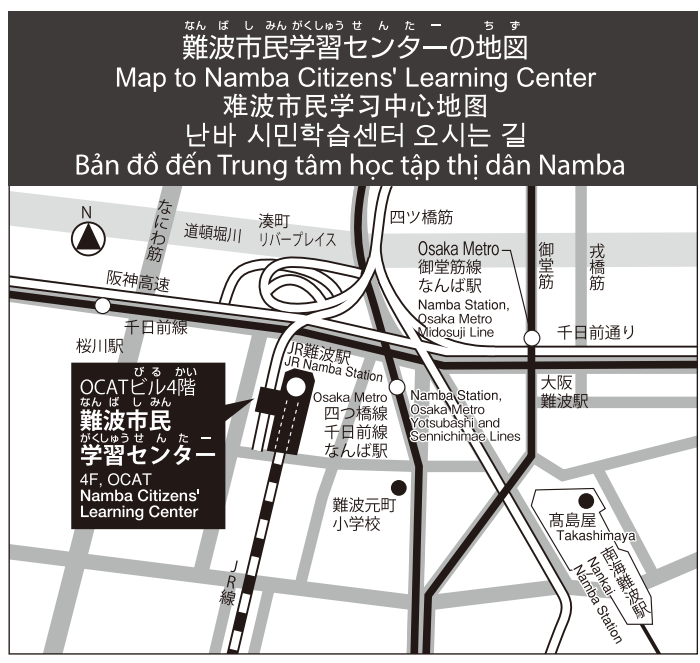 なんばしみんがくしゅうせんたー ちず
難波市民学習センターの地図
Map to Namba Citizens' Learning Center
难波市民学习中心地图
난바 시민학습센터 오시는 길
Bản đồ đến Trung tâm học tập thị dân Namba
N
なにわ筋
道頓堀川
湊町
リバープレイス
四ツ橋筋
Osaka Metro
御堂筋線
なんば駅
Namba Station,
Osaka Metro
Midosuji Line
御堂筋
戎橋筋
阪神高速
千日前線
桜川駅
千日前通り
JR難波駅
JR Namba Station
大阪
難波駅
Osaka Metro
四つ橋線
千日前線
なんば駅
Namba Station,
Osaka Metro
Yotsubashi and
Sennichimae Lines
びる かい
OCATビル4階
なんばしみん
難波市民
がくしゅうせんたー
学習センター
4F, OCAT
Namba Citizens'
Learning Center
難波元町
小学校
髙島屋
Takashimaya
南海難波駅
Nankai
Namba Station
JR線